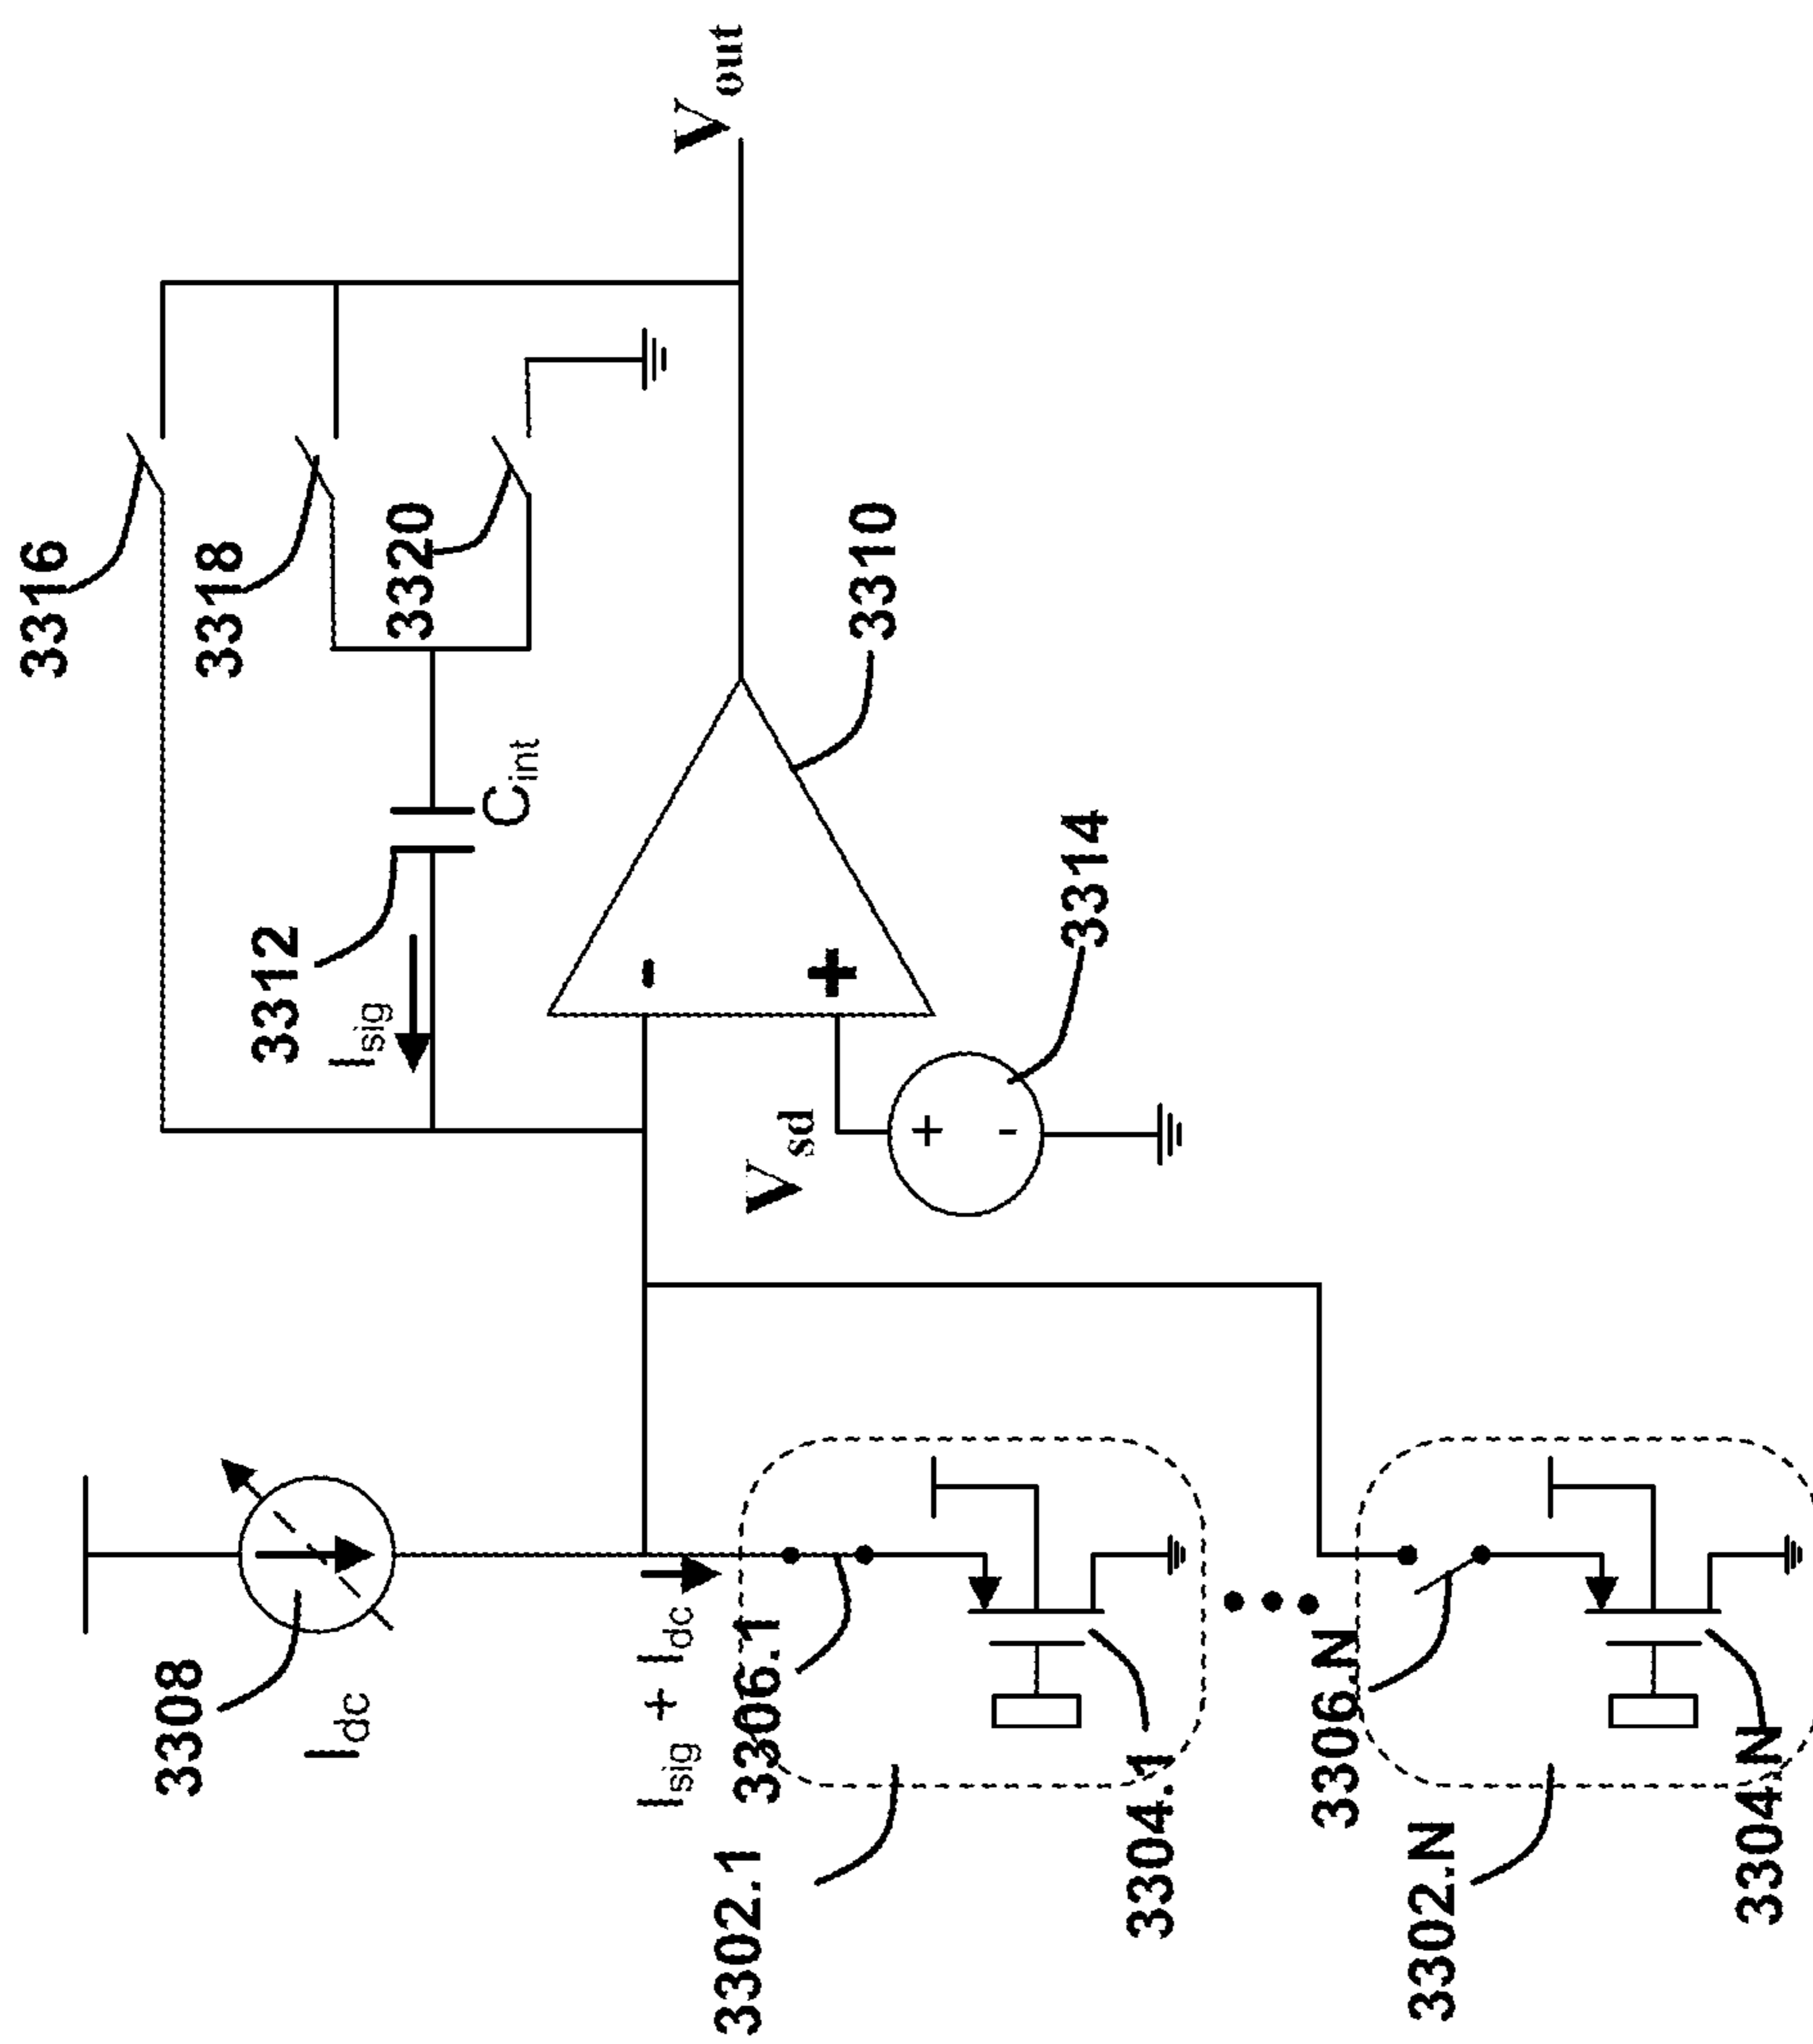 3316
3318
3320
V_out
3312
I_sig
C_int
-
+
3310
V_sd
+
-
3314
3308
I_dc
I_sig + I_dc
3302.1
3306.1
3304.1
3306.N
3302.N
3304.N